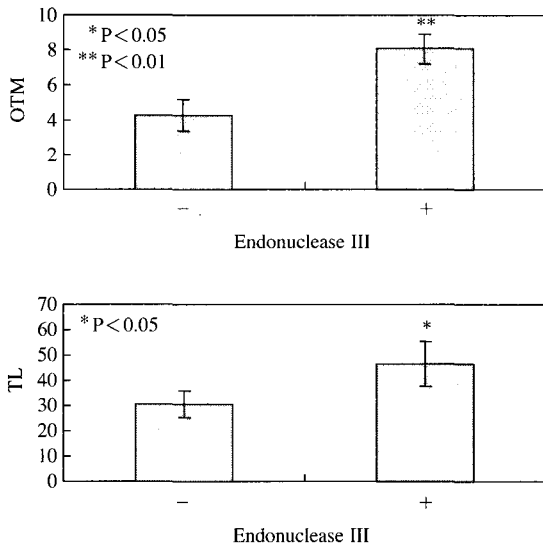 10
8
6
4
2
0
OTM
*P<0.05
**P<0.01
**
− +
Endonuclease III
70
60
50
40
30
20
10
0
TL
*P<0.05
*
− +
Endonuclease III